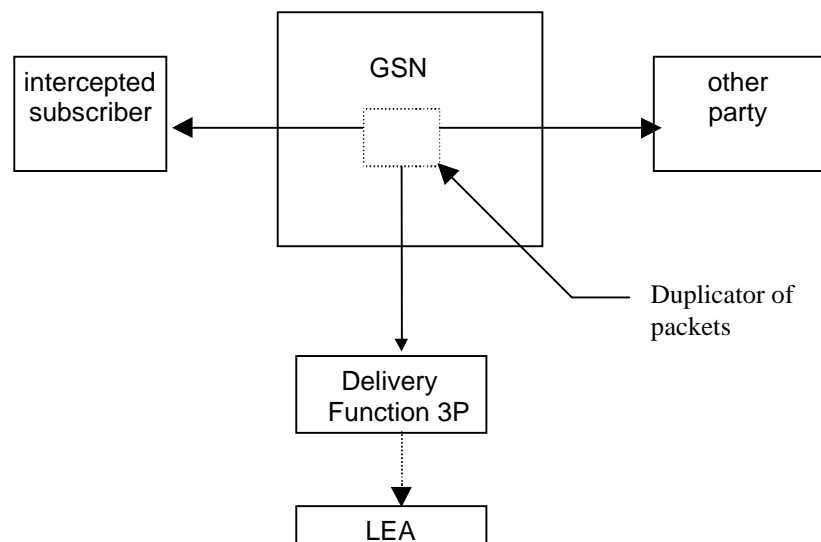 GSN
intercepted
subscriber
other
party
Duplicator of
packets
Delivery
Function 3P
LEA